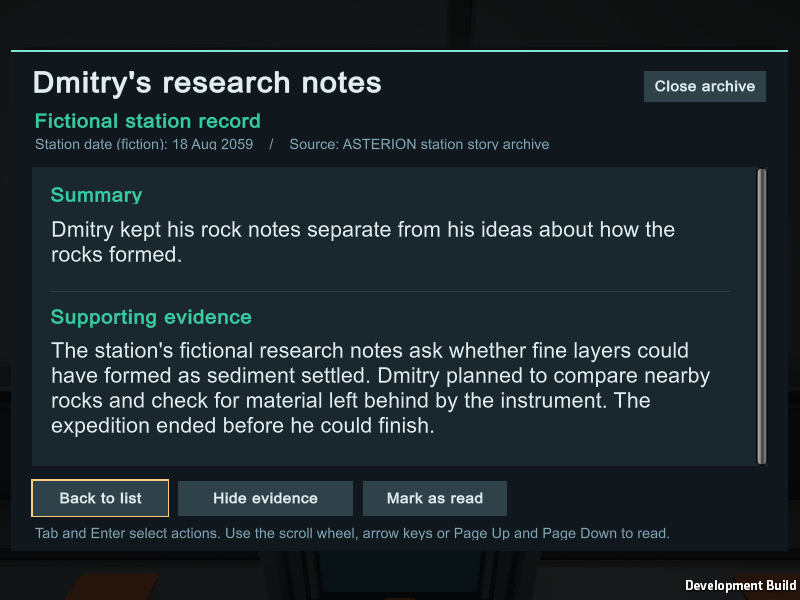 Dmitry's research notes
Close archive
Fictional station record
Station date (fiction): 18 Aug 2059 / Source: ASTERION station story archive
Summary
Dmitry kept his rock notes separate from his ideas about how the
rocks formed.
Supporting evidence
The station's fictional research notes ask whether fine layers could
have formed as sediment settled. Dmitry planned to compare nearby
rocks and check for material left behind by the instrument. The
expedition ended before he could finish.
Back to list
Hide evidence
Mark as read
Tab and Enter select actions. Use the scroll wheel, arrow keys or Page Up and Page Down to read.
Development Build